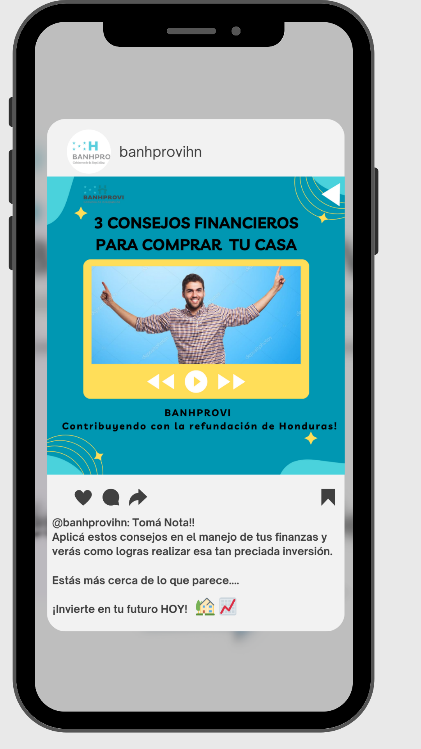 BANHPRO
banhprovihn
BANHPROVI
3 CONSEJOS FINANCIEROS
PARA COMPRAR TU CASA
BANHPROVI
Contribuyendo con la refundación de Honduras!
@banhprovihn: Tomá Nota!!
Aplicá estos consejos en el manejo de tus finanzas y
verás como logras realizar esa tan preciada inversión.
Estás más cerca de lo que parece....
¡Invierte en tu futuro HOY!